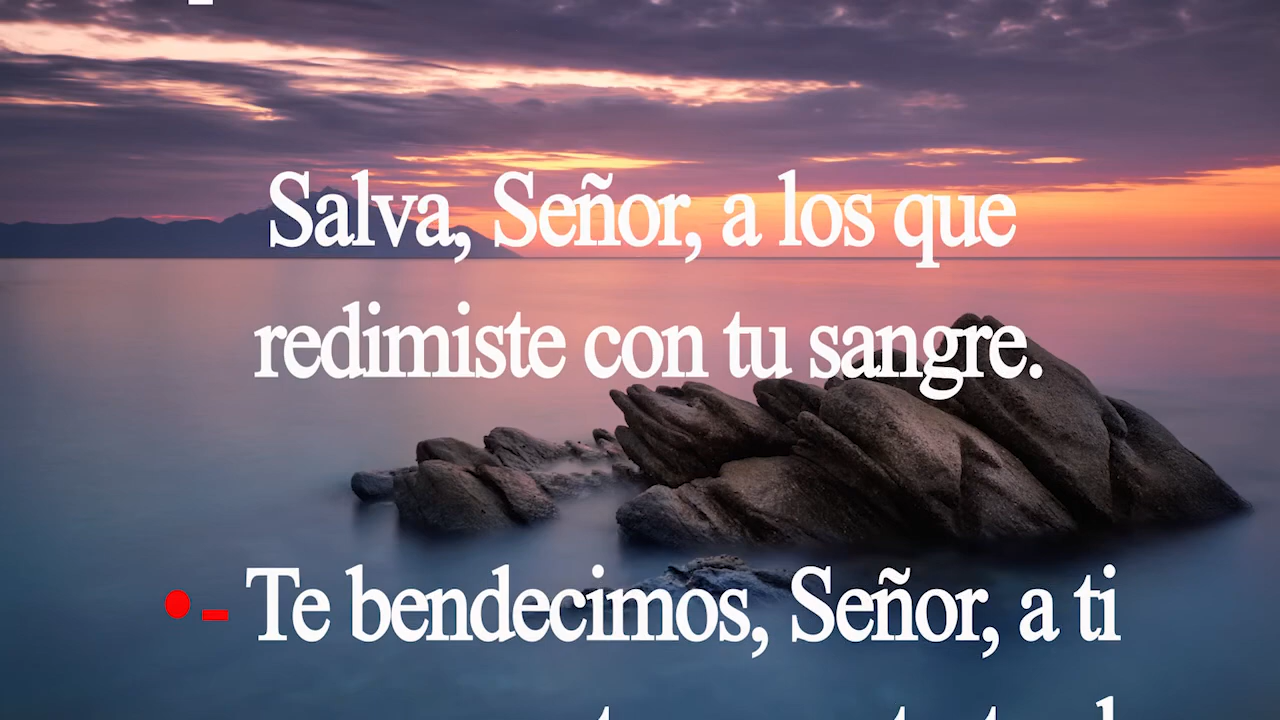 Salva, Señor, a los que
redimiste con tu sangre.
•- Te bendecimos, Señor, a ti